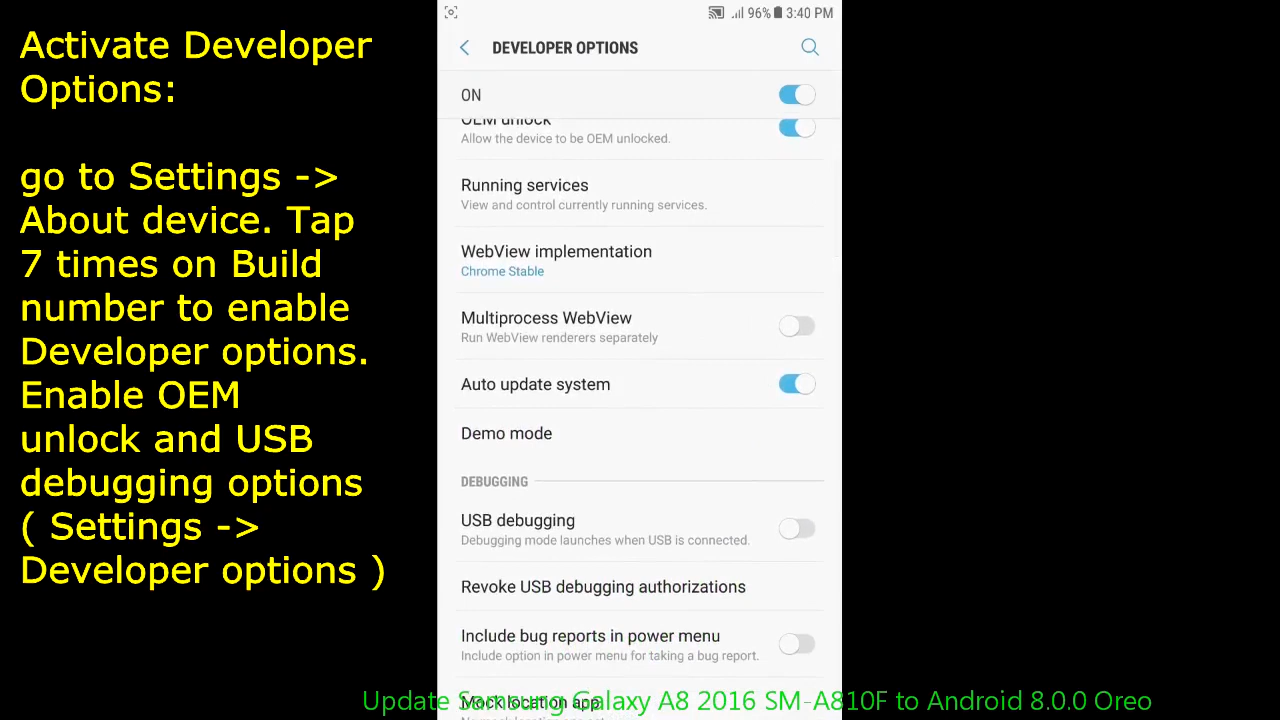 Activate Developer
Options:
go to Settings ->
About device. Tap
7 times on Build
number to enable
Developer options.
Enable OEM
unlock and USB
debugging options
( Settings ->
Developer options )
96% 3:40 PM
DEVELOPER OPTIONS
ON
OEM unlock
Allow the device to be OEM unlocked.
Running services
View and control currently running services.
WebView implementation
Chrome Stable
Multiprocess WebView
Run WebView renderers separately
Auto update system
Demo mode
DEBUGGING
USB debugging
Debugging mode launches when USB is connected.
Revoke USB debugging authorizations
Include bug reports in power menu
Include option in power menu for taking a bug report.
Mock location app
Update Samsung Galaxy A8 2016 SM-A810F to Android 8.0.0 Oreo